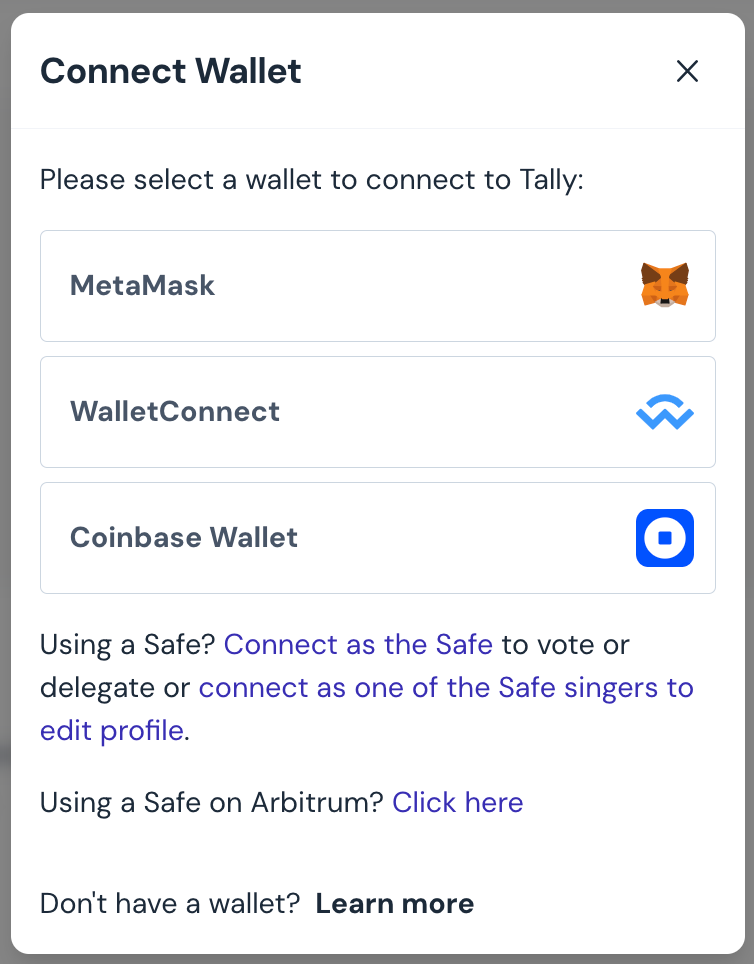 Connect Wallet
Please select a wallet to connect to Tally:
MetaMask
WalletConnect
Coinbase Wallet
Using a Safe? Connect as the Safe to vote or
delegate or connect as one of the Safe singers to
edit profile.
Using a Safe on Arbitrum? Click here
Don't have a wallet? Learn more